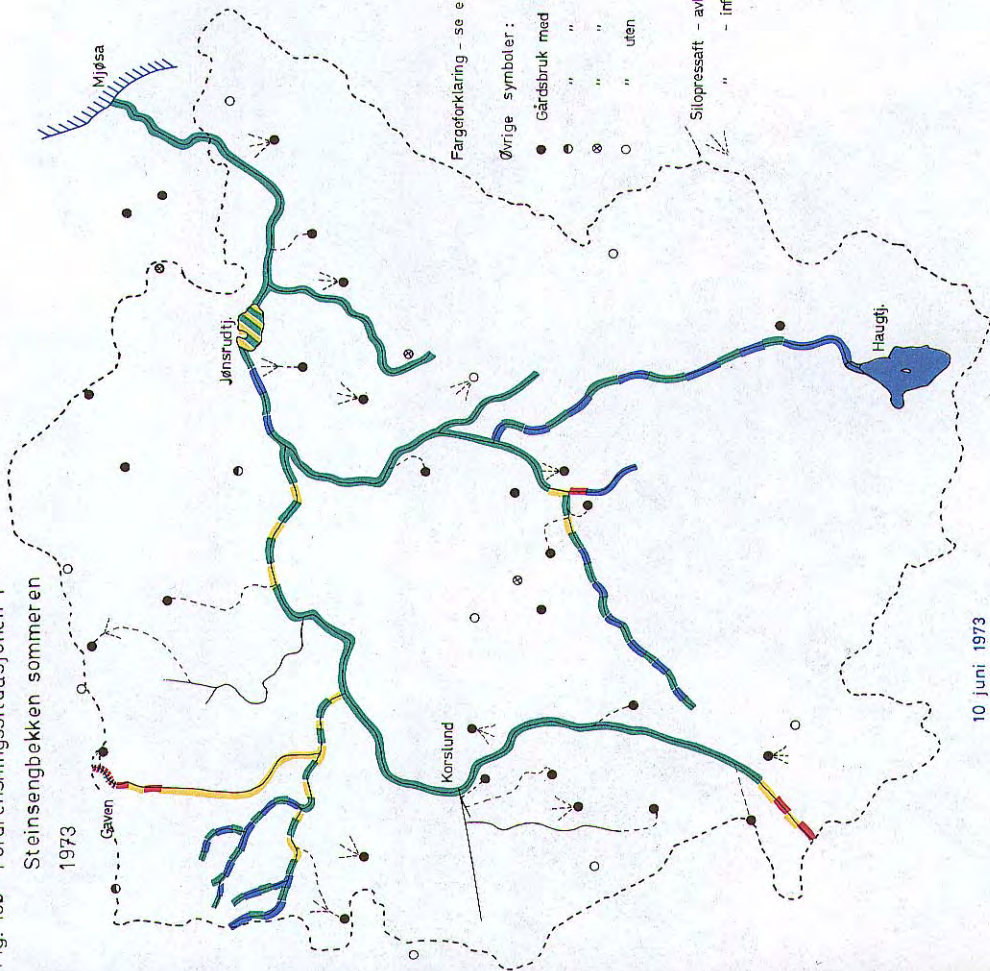 Steinsengbekken sommeren
1973
Mjøsa
Gaven
Jønsrudtj.
Korslund
Haugtj.
Fargeforklaring - se e
Øvrige symboler :
Gårdsbruk med
" "
" "
" uten
Silopressaft - avl
" - inf
10 juni 1973